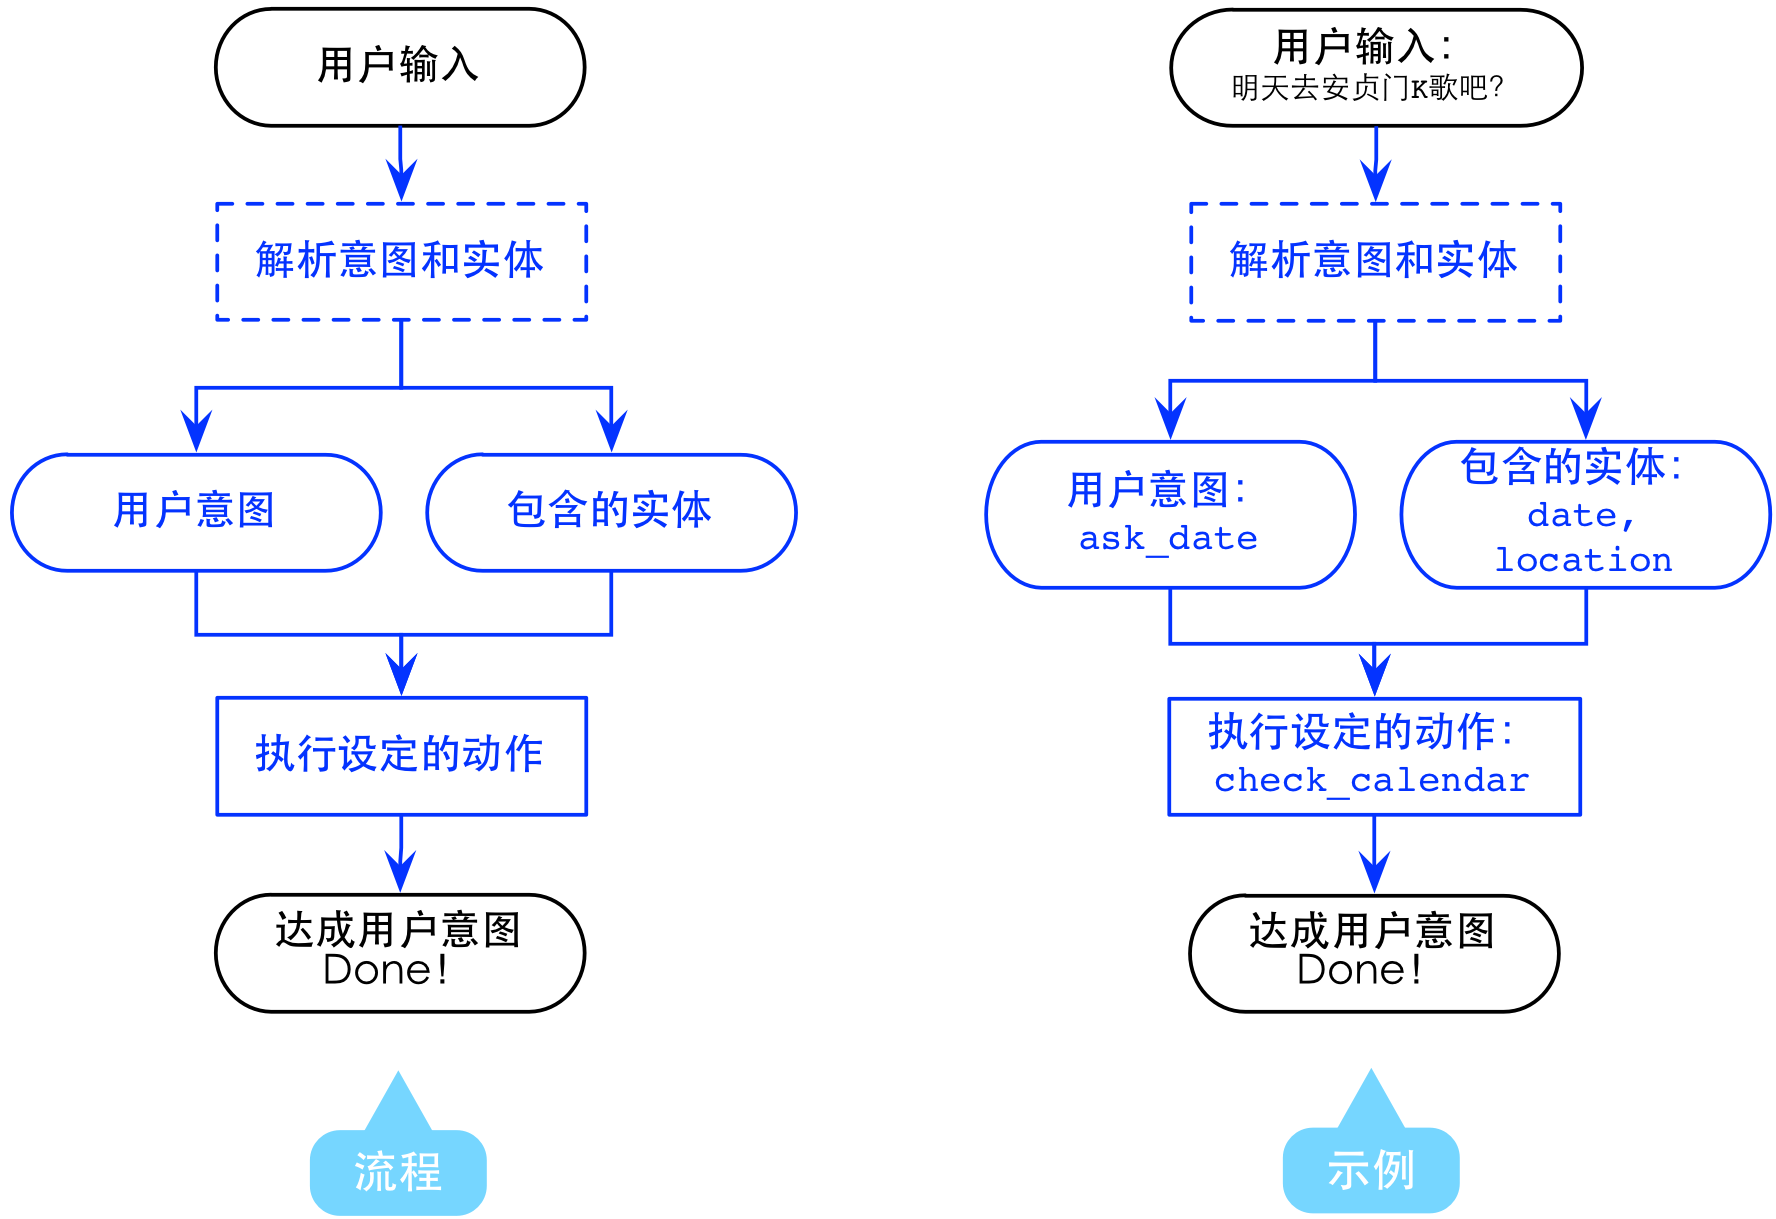 用户输入
解析意图和实体
用户意图
包含的实体
执行设定的动作
达成用户意图
Done!
流程
用户输入:
明天去安贞门K歌吧?
解析意图和实体
用户意图:
ask_date
包含的实体:
date,
location
执行设定的动作:
check_calendar
达成用户意图
Done!
示例